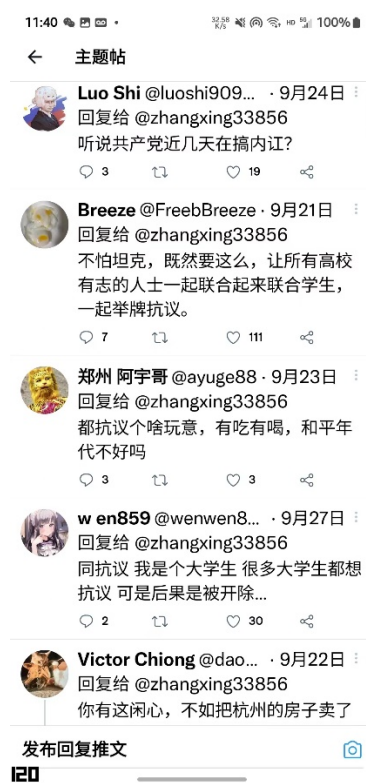 11:40
32.58 K/S HD 5G 100%
主题帖
Luo Shi @luoshi909... · 9月24日
回复给 @zhangxing33856
听说共产党近几天在搞内讧?
3 19
Breeze @FreebBreeze · 9月21日
回复给 @zhangxing33856
不怕坦克，既然要这么，让所有高校
有志的人士一起联合起来联合学生，
一起举牌抗议。
7 111
郑州 阿宇哥 @ayuge88 · 9月23日
回复给 @zhangxing33856
都抗议个啥玩意，有吃有喝，和平年
代不好吗
3 3
w en859 @wenwen8... · 9月27日
回复给 @zhangxing33856
同抗议 我是个大学生 很多大学生都想
抗议 可是后果是被开除...
2 30
Victor Chiong @dao... · 9月22日
回复给 @zhangxing33856
你有这闲心，不如把杭州的房子卖了
发布回复推文
120